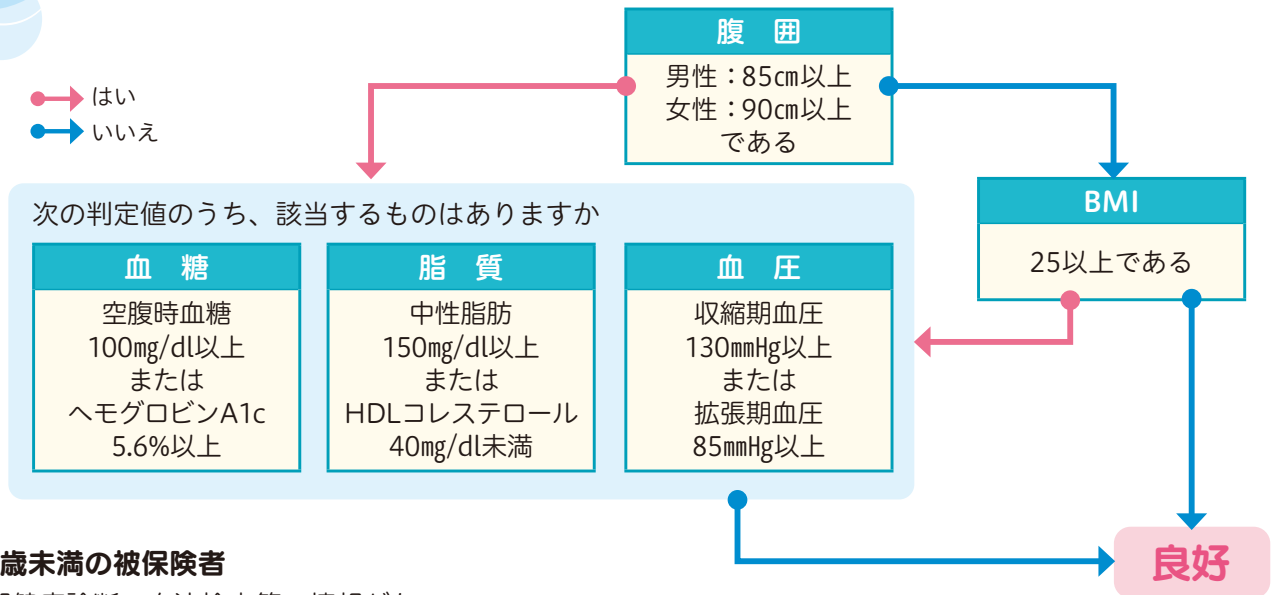 腹　囲
男性：85㎝以上
女性：90㎝以上
である
はい
いいえ
次の判定値のうち、該当するものはありますか
血　糖
空腹時血糖
100㎎/dl以上
または
ヘモグロビンA1c
5.6%以上
脂　質
中性脂肪
150㎎/dl以上
または
HDLコレステロール
40㎎/dl未満
血　圧
収縮期血圧
130㎜Hg以上
または
拡張期血圧
85㎜Hg以上
BMI
25以上である
良好
歳未満の被保険者